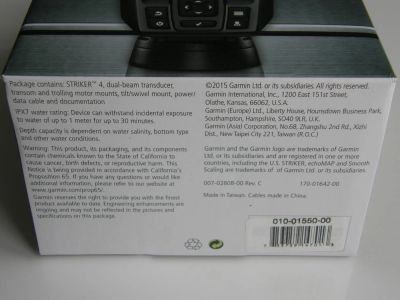 Package contains: STRIKER™ 4, dual-beam transducer,
transom and trolling motor mounts, tilt/swivel mount, power/
data cable and documentation
IPX7 water rating: Device can withstand incidental exposure
to water of up to 1 meter for up to 30 minutes.
Depth capacity is dependent on water salinity, bottom type
and other water conditions.
Warning: This product, its packaging, and its components
contain chemicals known to the State of California to
cause cancer, birth defects, or reproductive harm. This
Notice is being provided in accordance with California's
Proposition 65. If you have any questions or would like
additional information, please refer to our website at
www.garmin.com/prop65/.
Garmin reserves the right to provide you with the finest
product available to date. Engineering enhancements are
ongoing and may not be reflected in the pictures and
specifications on this package.
©2015 Garmin Ltd. or its subsidiaries. All rights reserved.
Garmin International, Inc., 1200 East 151st Street,
Olathe, Kansas, 66062, U.S.A.
Garmin (Europe) Ltd., Liberty House, Hounsdown Business Park,
Southampton, Hampshire, SO40 9LR, U.K.
Garmin (Asia) Corporation, No.68, Zhangshu 2nd Rd., Xizhi
Dist., New Taipei City 221, Taiwan (R.O.C.)
Garmin and the Garmin logo are trademarks of Garmin
Ltd. or its subsidiaries and are registered in one or more
countries, including the U.S. STRIKER, echoMAP and Smooth
Scaling are trademarks of Garmin Ltd. or its subsidiaries.
007-02808-00 Rev. C 170-01642-00
Made in Taiwan. Cables made in China.
010-01550-00